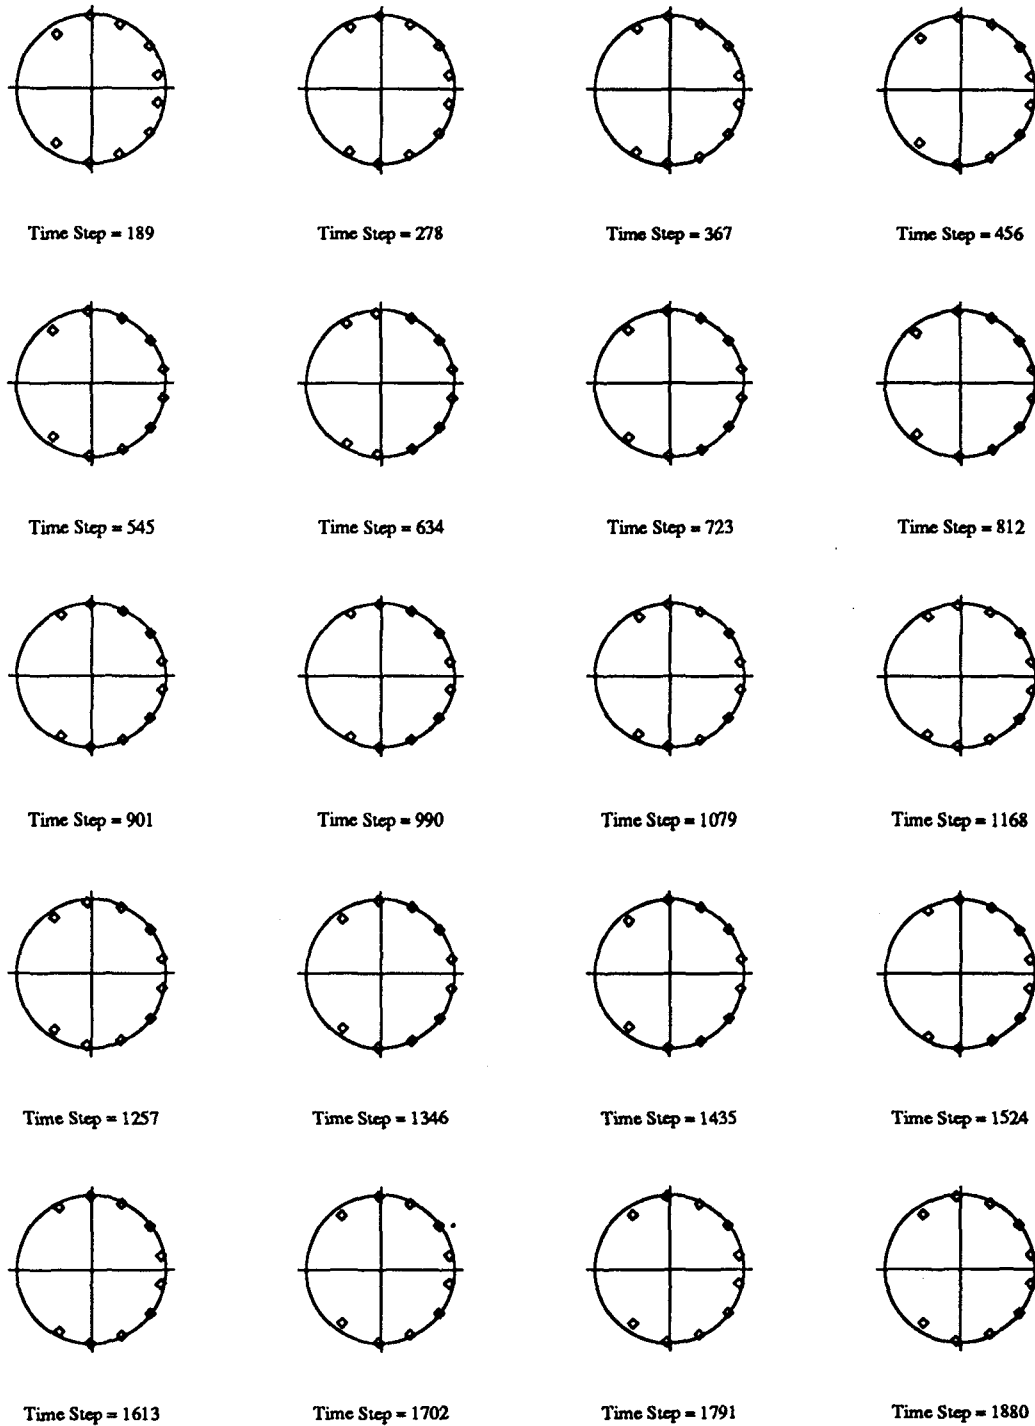 Time Step = 189
Time Step = 278
Time Step = 367
Time Step = 456
Time Step = 545
Time Step = 634
Time Step = 723
Time Step = 812
Time Step = 901
Time Step = 990
Time Step = 1079
Time Step = 1168
Time Step = 1257
Time Step = 1346
Time Step = 1435
Time Step = 1524
Time Step = 1613
Time Step = 1702
Time Step = 1791
Time Step = 1880